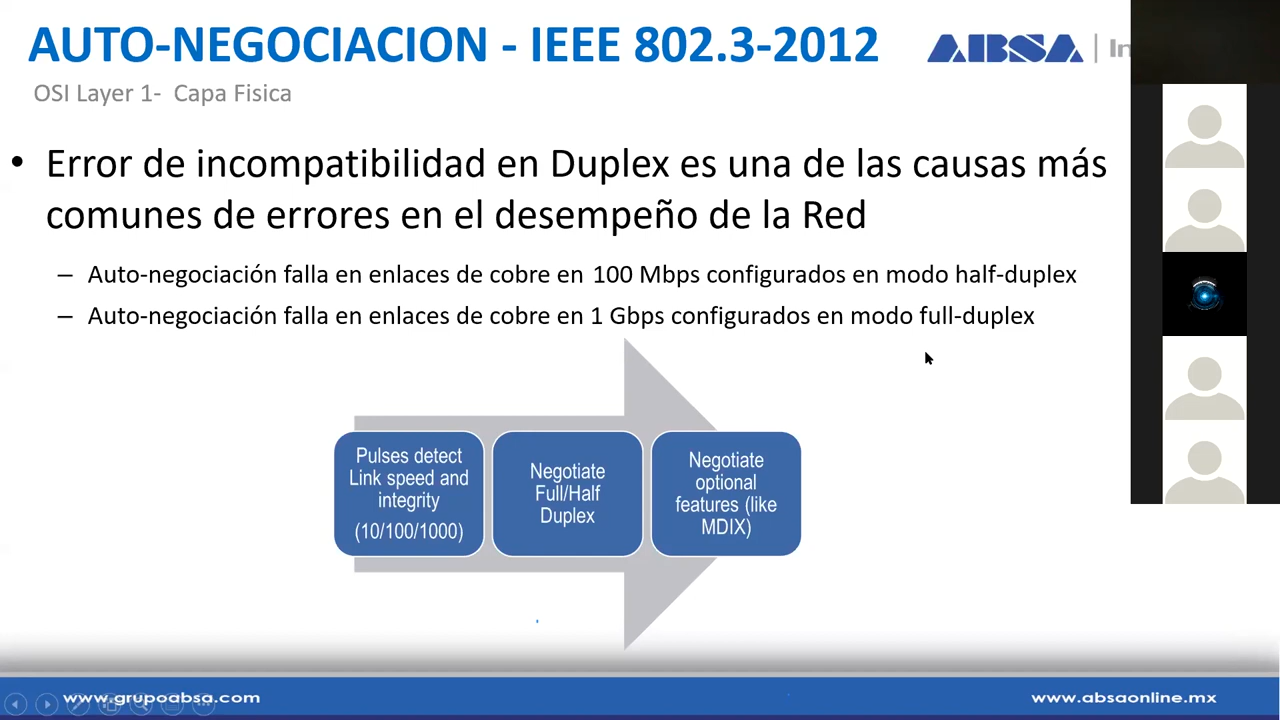 AUTO-NEGOCIACION - IEEE 802.3-2012
ABSA
OSI Layer 1- Capa Fisica
• Error de incompatibilidad en Duplex es una de las causas más
comunes de errores en el desempeño de la Red
– Auto-negociación falla en enlaces de cobre en 100 Mbps configurados en modo half-duplex
– Auto-negociación falla en enlaces de cobre en 1 Gbps configurados en modo full-duplex
Pulses detect
Link speed and
integrity
(10/100/1000)
Negotiate
Full/Half
Duplex
Negotiate
optional
features (like
MDIX)
www.grupoabsa.com
www.absaonline.mx